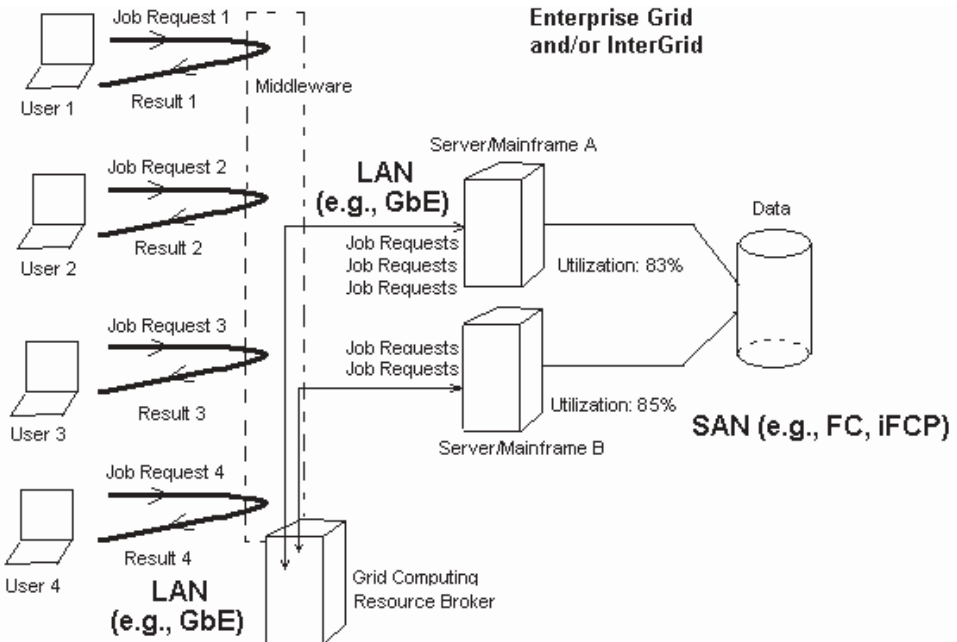 Job Request 1
Enterprise Grid
and/or InterGrid
Middleware
Result 1
User 1
Server/Mainframe A
Job Request 2
LAN
(e.g., GbE)
Data
Result 2
User 2
Job Requests
Job Requests
Job Requests
Utilization: 83%
Job Request 3
Job Requests
Job Requests
Result 3
User 3
Utilization: 85%
SAN (e.g., FC, iFCP)
Server/Mainframe B
Job Request 4
Result 4
User 4
LAN
(e.g., GbE)
Grid Computing
Resource Broker